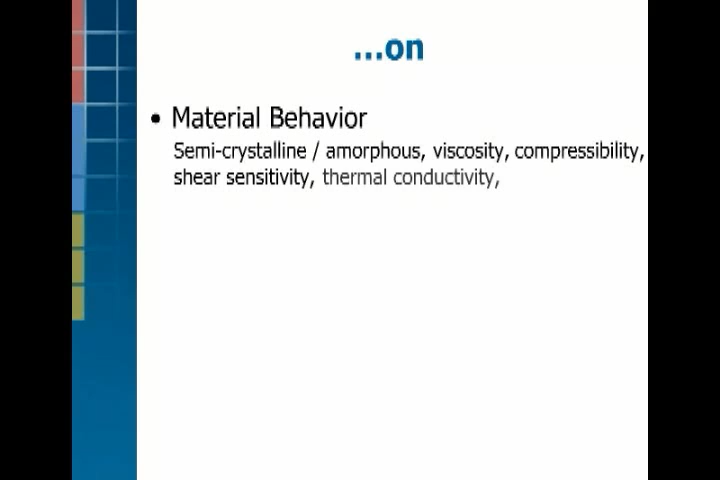 ...on
• Material Behavior
Semi-crystalline / amorphous, viscosity, compressibility,
shear sensitivity, thermal conductivity,